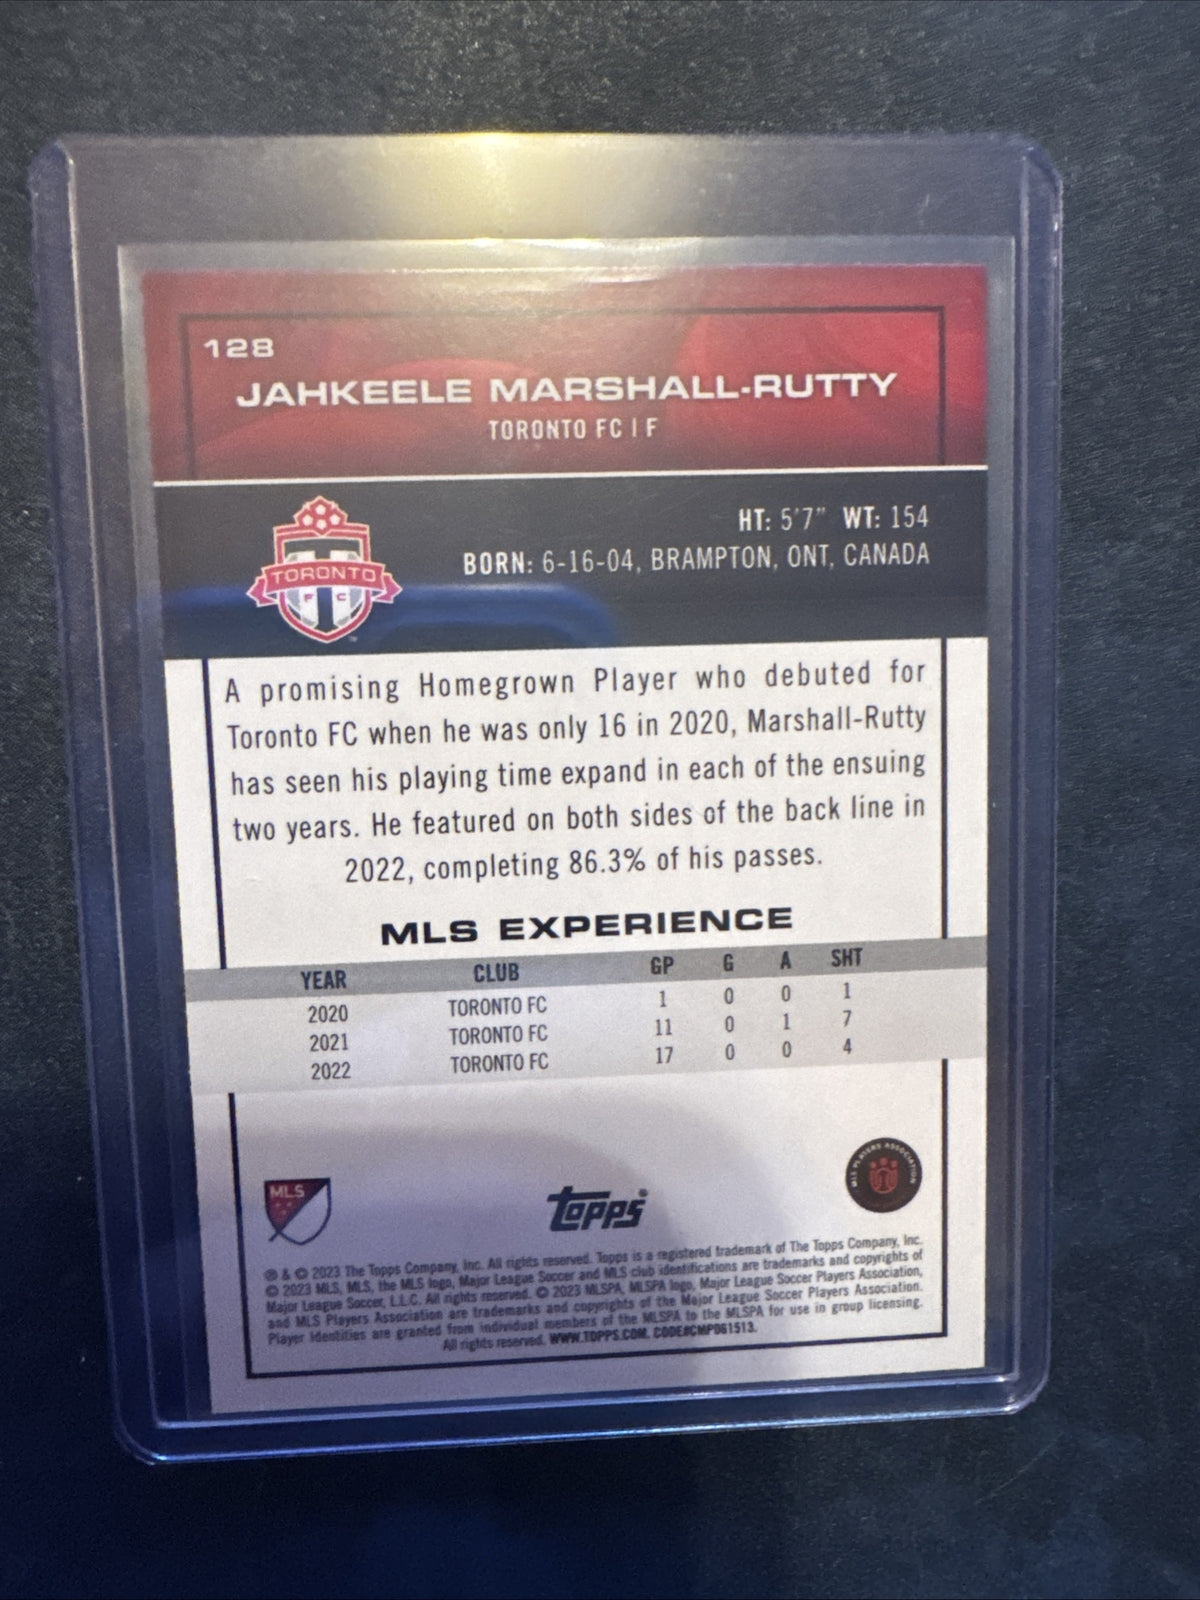 128
JAHKEELE MARSHALL-RUTTY
TORONTO FC | F
HT: 5'7" WT: 154
BORN: 6-16-04, BRAMPTON, ONT, CANADA
TORONTO
F C
A promising Homegrown Player who debuted for
Toronto FC when he was only 16 in 2020, Marshall-Rutty
has seen his playing time expand in each of the ensuing
two years. He featured on both sides of the back line in
2022, completing 86.3% of his passes.
MLS EXPERIENCE
YEAR CLUB GP G A SHT
2020 TORONTO FC 1 0 0 1
2021 TORONTO FC 11 0 1 7
2022 TORONTO FC 17 0 0 4
MLS
topps®
MLS PLAYERS ASSOCIATION
® & © 2023 The Topps Company, Inc. All rights reserved. Topps is a registered trademark of The Topps Company, Inc.
© 2023 MLS, MLS, the MLS logo, Major League Soccer and MLS club identifications are trademarks and copyrights of
Major League Soccer, L.L.C. All rights reserved. © 2023 MLSPA, MLSPA logo, Major League Soccer Players Association,
and MLS Players Association are trademarks and copyrights of the Major League Soccer Players Association.
Player Identities are granted from individual members of the MLSPA to the MLSPA for use in group licensing.
All rights reserved. WWW.TOPPS.COM. CODE#CMP061513.